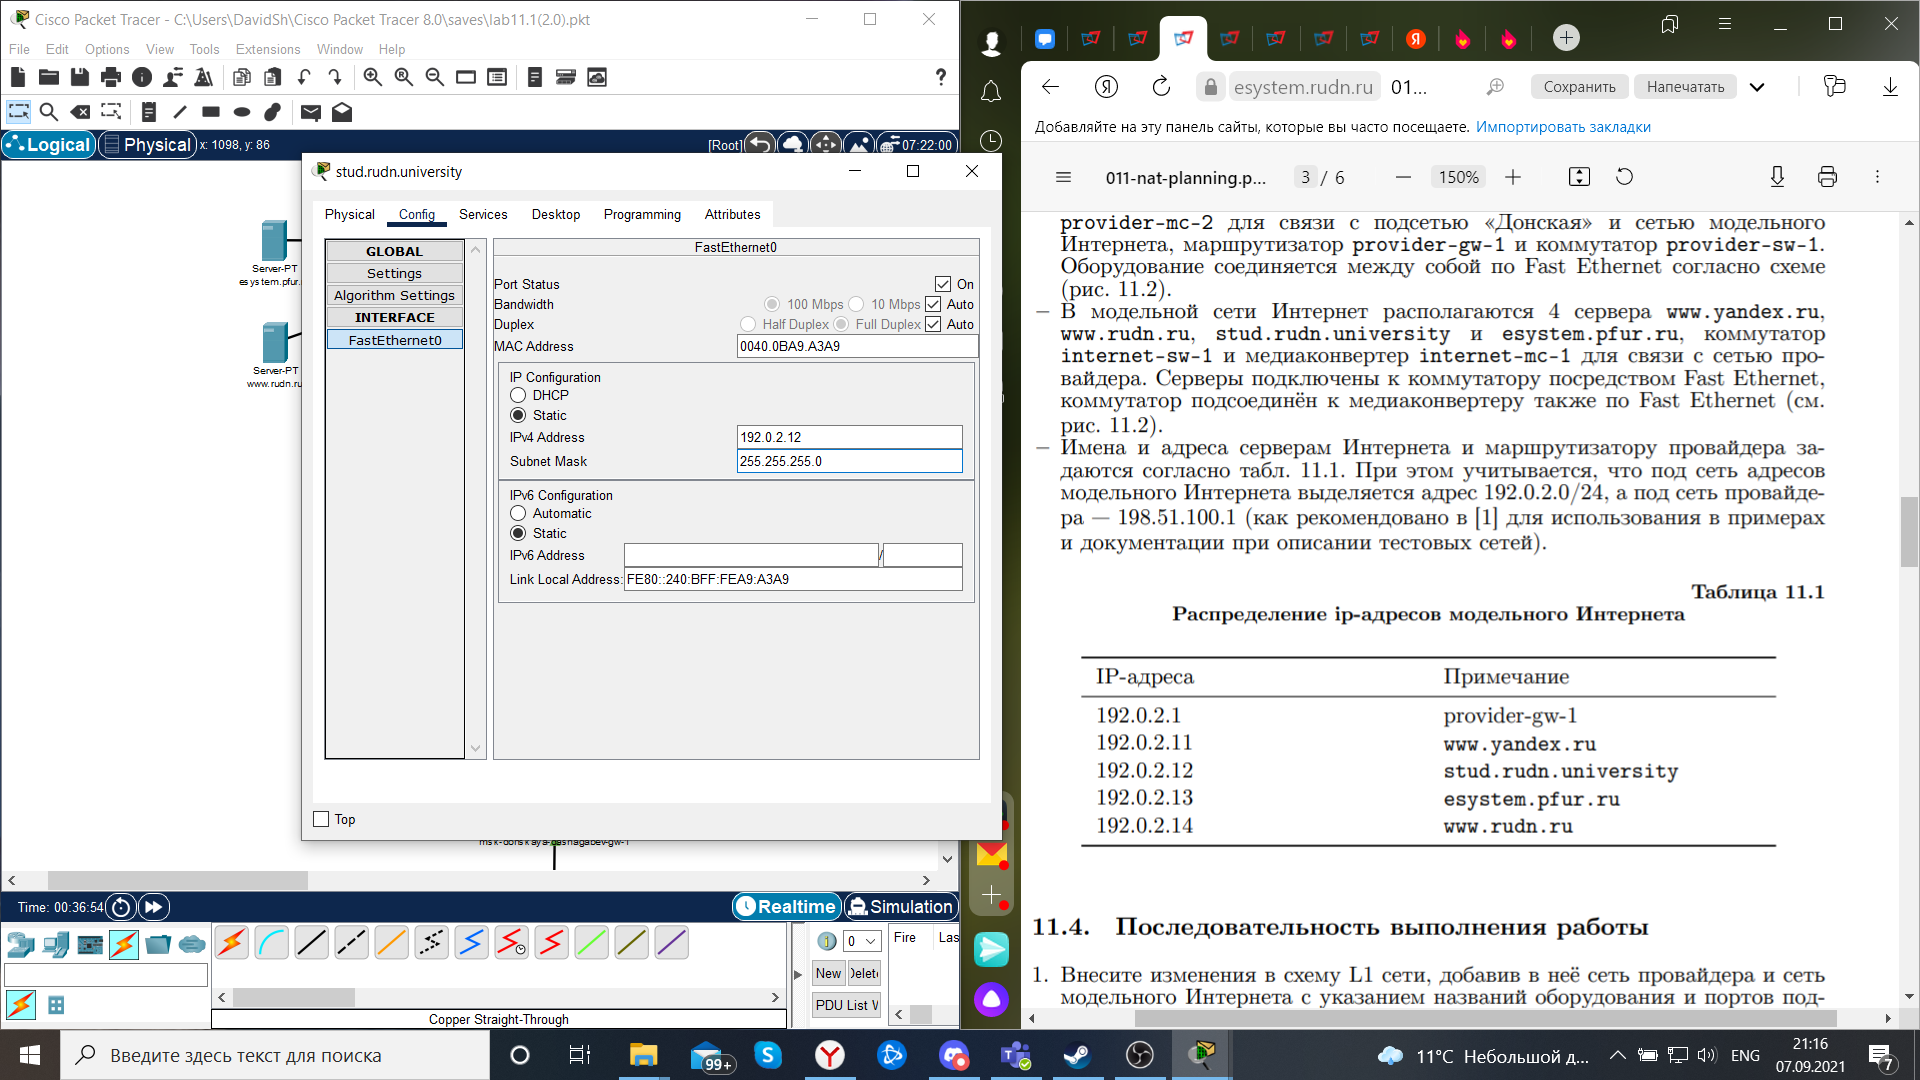 Cisco Packet Tracer - C:\Users\DavidSh\Cisco Packet Tracer 8.0\saves\lab11.1(2.0).pkt
File Edit Options View Tools Extensions Window Help
Logical Physical x: 1098, y: 86
[Root] 07:22:00
Server-PT
esystem.pfur.
Server-PT
www.rudn.ru
stud.rudn.university
Physical Config Services Desktop Programming Attributes
GLOBAL
Settings
Algorithm Settings
INTERFACE
FastEthernet0
FastEthernet0
Port Status On
Bandwidth 100 Mbps 10 Mbps Auto
Duplex Half Duplex Full Duplex Auto
MAC Address 0040.0BA9.A3A9
IP Configuration
DHCP
Static
IPv4 Address 192.0.2.12
Subnet Mask 255.255.255.0
IPv6 Configuration
Automatic
Static
IPv6 Address /
Link Local Address: FE80::240:BFF:FEA9:A3A9
Top
Time: 00:36:54
Realtime Simulation
0
Fire Las
New Delete
PDU List W
Copper Straight-Through
esystem.rudn.ru 01...
Сохранить Напечатать
Добавляйте на эту панель сайты, которые вы часто посещаете. Импортировать закладки
011-nat-planning.p... 3 / 6 150%
provider-mc-2 для связи с подсетью «Донская» и сетью модельного
Интернета, маршрутизатор provider-gw-1 и коммутатор provider-sw-1.
Оборудование соединяется между собой по Fast Ethernet согласно схеме
(рис. 11.2).
– В модельной сети Интернет располагаются 4 сервера www.yandex.ru,
www.rudn.ru, stud.rudn.university и esystem.pfur.ru, коммутатор
internet-sw-1 и медиаконвертер internet-mc-1 для связи с сетью про-
вайдера. Серверы подключены к коммутатору посредством Fast Ethernet,
коммутатор подсоединён к медиаконвертеру также по Fast Ethernet (см.
рис. 11.2).
– Имена и адреса серверам Интернета и маршрутизатору провайдера за-
даются согласно табл. 11.1. При этом учитывается, что под сеть адресов
модельного Интернета выделяется адрес 192.0.2.0/24, а под сеть провайде-
ра — 198.51.100.1 (как рекомендовано в [1] для использования в примерах
и документации при описании тестовых сетей).
Таблица 11.1
Распределение ip-адресов модельного Интернета
IP-адреса Примечание
192.0.2.1 provider-gw-1
192.0.2.11 www.yandex.ru
192.0.2.12 stud.rudn.university
192.0.2.13 esystem.pfur.ru
192.0.2.14 www.rudn.ru
11.4. Последовательность выполнения работы
1. Внесите изменения в схему L1 сети, добавив в неё сеть провайдера и сеть
модельного Интернета с указанием названий оборудования и портов под-
Введите здесь текст для поиска
99+
11°C Небольшой д... ENG
21:16
07.09.2021
7